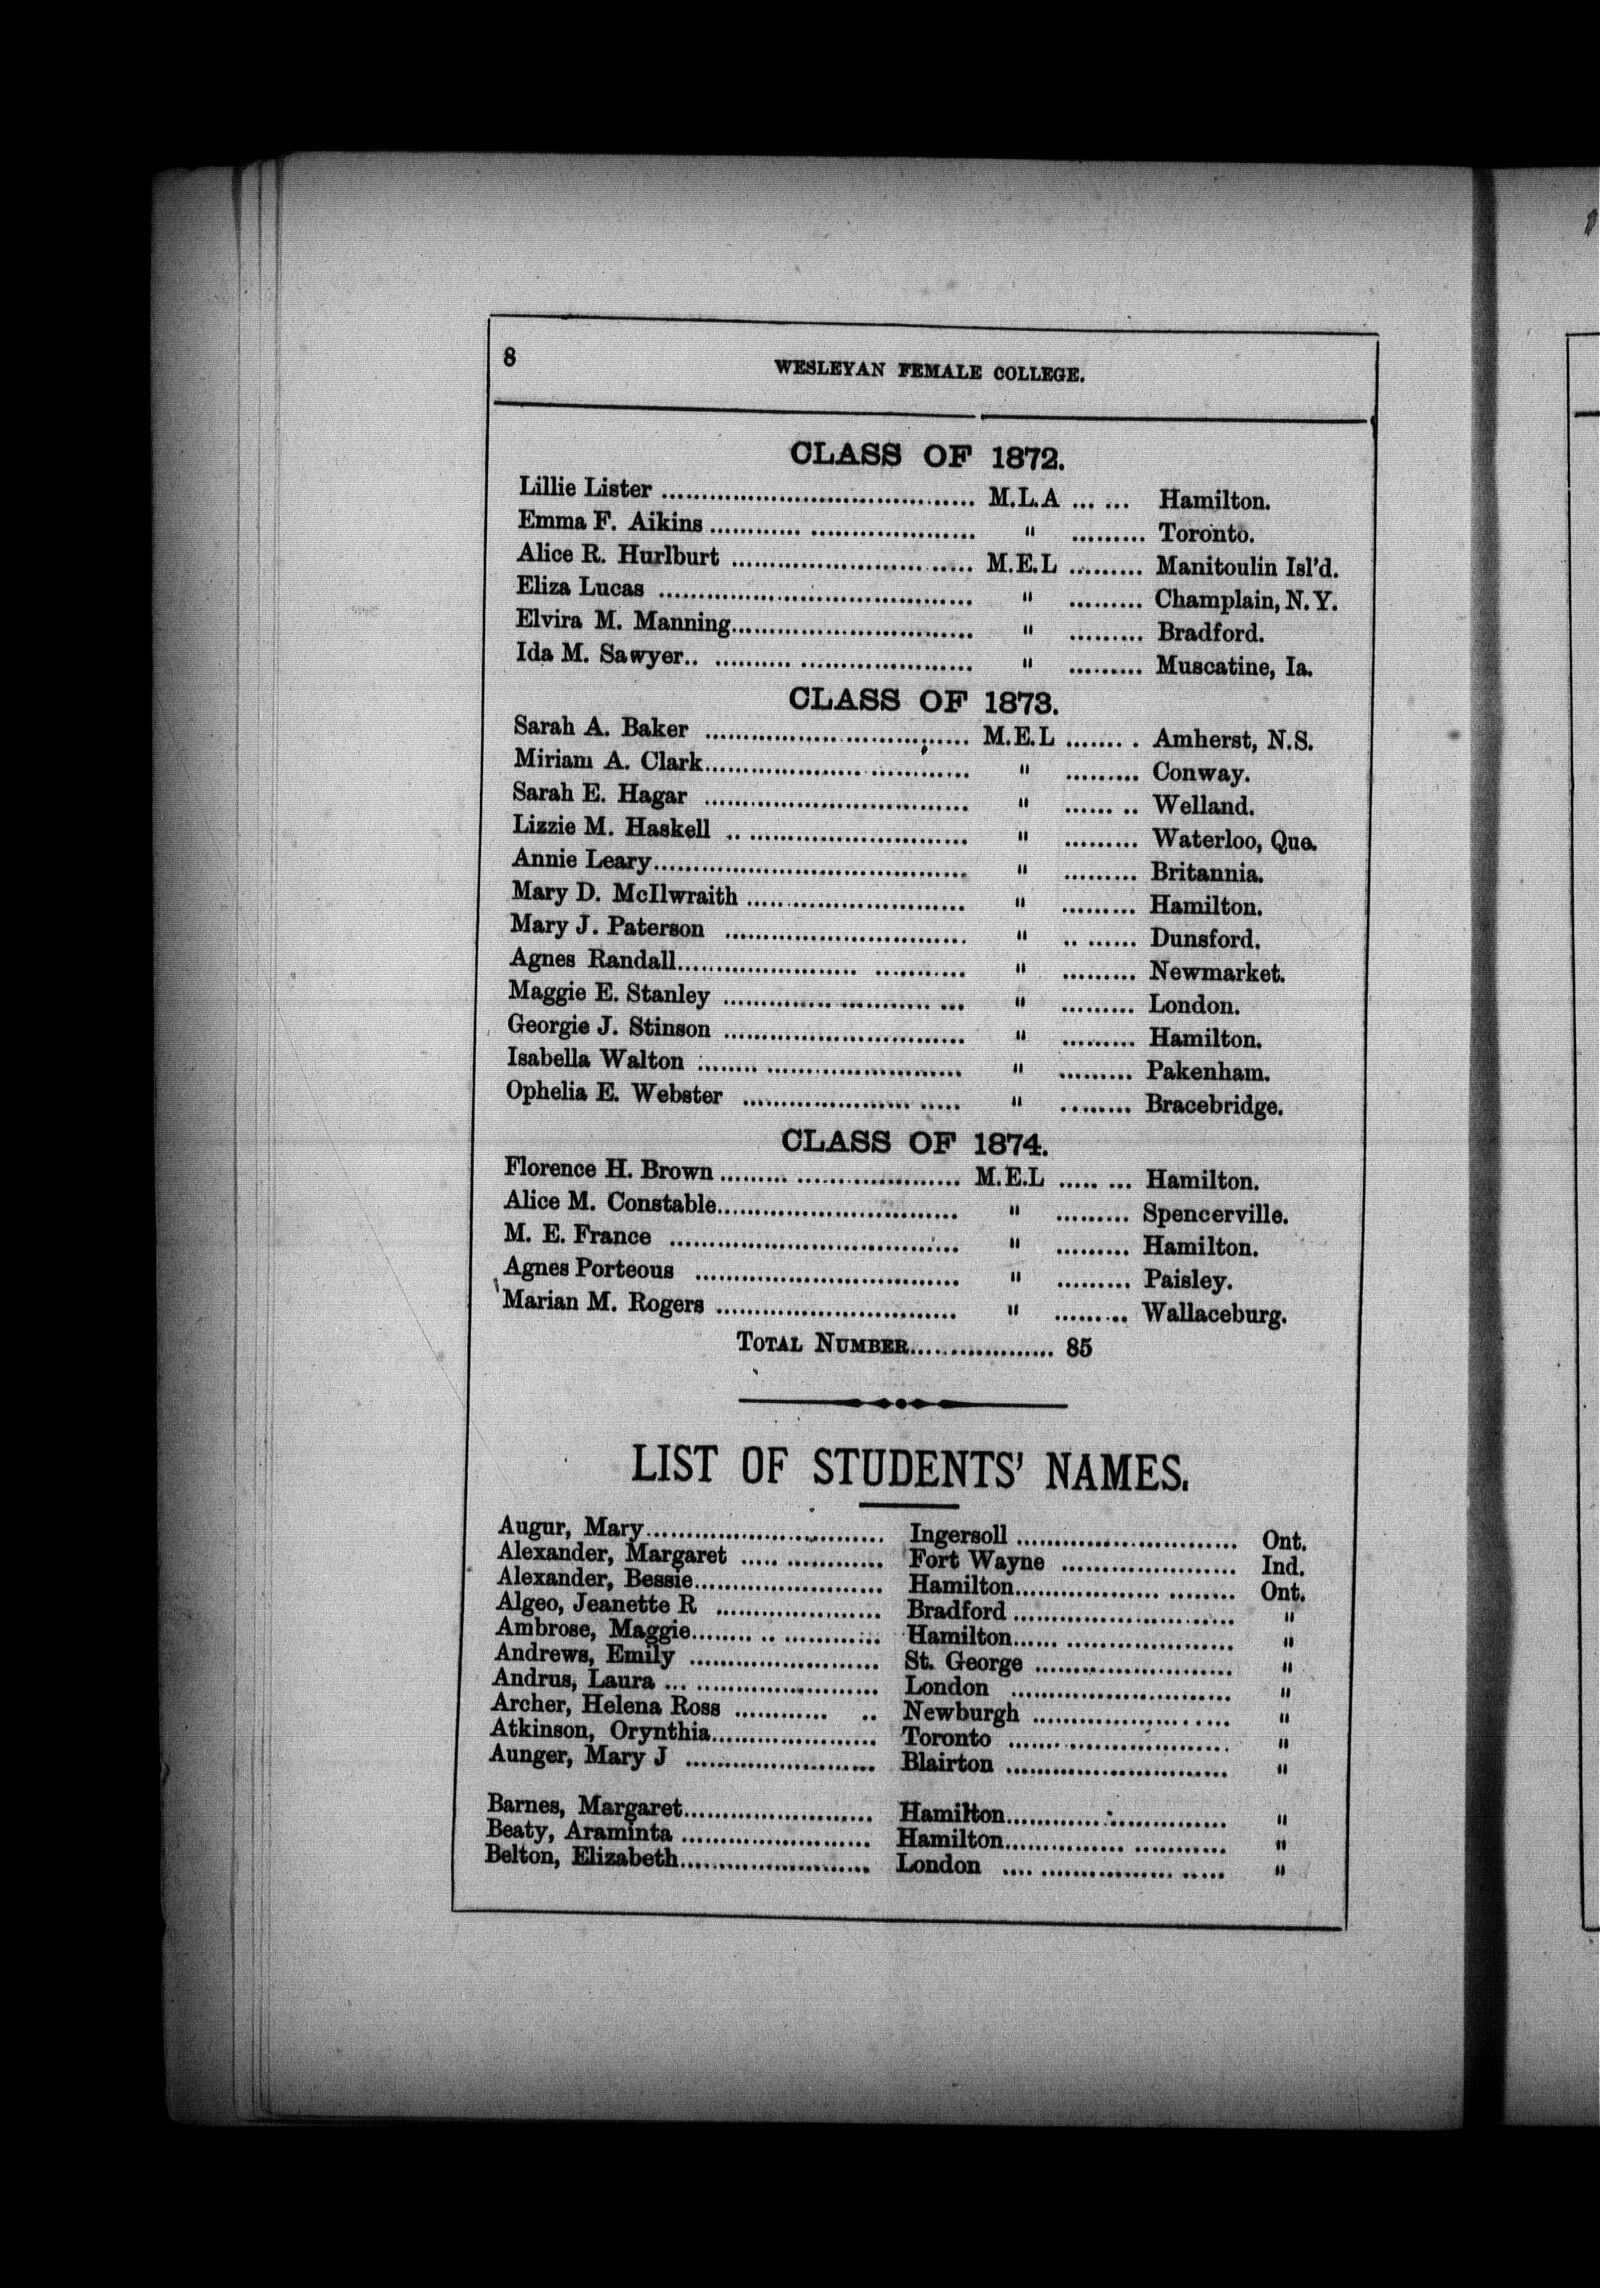 8
WESLEYAN FEMALE COLLEGE.
CLASS OF 1872.
Lillie Lister ........ M.L.A ...... Hamilton.
Emma F. Aikins ........ " ........ Toronto.
Alice R. Hurlburt ........ M.E.L ........ Manitoulin Isl'd.
Eliza Lucas ........ " ........ Champlain, N.Y.
Elvira M. Manning ........ " ........ Bradford.
Ida M. Sawyer ........ " ........ Muscatine, Ia.
CLASS OF 1873.
Sarah A. Baker ........ M.E.L ........ Amherst, N.S.
Miriam A. Clark ........ " ........ Conway.
Sarah E. Hagar ........ " ........ Welland.
Lizzie M. Haskell ........ " ........ Waterloo, Que.
Annie Leary ........ " ........ Britannia.
Mary D. McIlwraith ........ " ........ Hamilton.
Mary J. Paterson ........ " ........ Dunsford.
Agnes Randall ........ " ........ Newmarket.
Maggie E. Stanley ........ " ........ London.
Georgie J. Stinson ........ " ........ Hamilton.
Isabella Walton ........ " ........ Pakenham.
Ophelia E. Webster ........ " ........ Bracebridge.
CLASS OF 1874.
Florence H. Brown ........ M.E.L ........ Hamilton.
Alice M. Constable ........ " ........ Spencerville.
M. E. France ........ " ........ Hamilton.
Agnes Porteous ........ " ........ Paisley.
Marian M. Rogers ........ " ........ Wallaceburg.
TOTAL NUMBER ........ 85
LIST OF STUDENTS' NAMES.
Augur, Mary ........ Ingersoll ........ Ont.
Alexander, Margaret ........ Fort Wayne ........ Ind.
Alexander, Bessie ........ Hamilton ........ Ont.
Algeo, Jeanette R ........ Bradford ........ "
Ambrose, Maggie ........ Hamilton ........ "
Andrews, Emily ........ St. George ........ "
Andrus, Laura ........ London ........ "
Archer, Helena Ross ........ Newburgh ........ "
Atkinson, Orynthia ........ Toronto ........ "
Aunger, Mary J ........ Blairton ........ "
Barnes, Margaret ........ Hamilton ........ "
Beaty, Araminta ........ Hamilton ........ "
Belton, Elizabeth ........ London ........ "